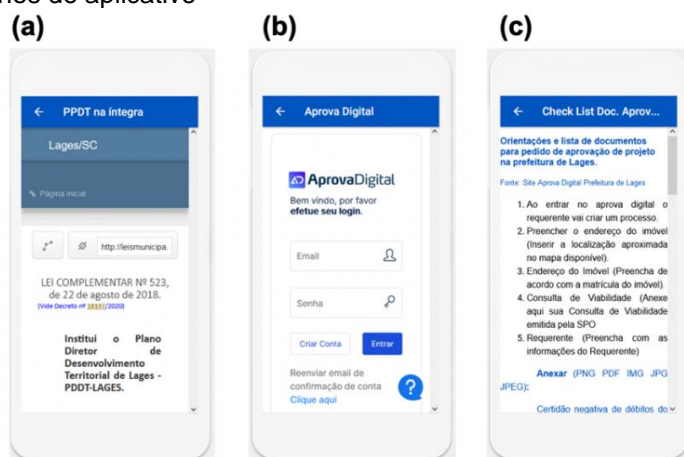 do aplicativo
(a) (b) (c)
PPDT na íntegra
Lages/SC
Página inicial
http://leismunicipa
LEI COMPLEMENTAR Nº 523,
de 22 de agosto de 2018.
(Vide Decreto nº 18197/2020)
Institui o Plano
Diretor de
Desenvolvimento
Territorial de Lages -
PDDT-LAGES.
Aprova Digital
AprovaDigital
Bem vindo, por favor
efetue seu login.
Email
Senha
Criar Conta Entrar
Reenviar email de
confirmação de conta
Clique aqui
?
Check List Doc. Aprov...
Orientações e lista de documentos
para pedido de aprovação de projeto
na prefeitura de Lages.
Fonte: Site Aprova Digital Prefeitura de Lages
1. Ao entrar no aprova digital o
requerente vai criar um processo.
2. Preencher o endereço do imóvel
(Inserir a localização aproximada
no mapa disponível).
3. Endereço do Imóvel (Preencha de
acordo com a matrícula do imóvel).
4. Consulta de Viabilidade (Anexe
aqui sua Consulta de Viabilidade
emitida pela SPO
5. Requerente (Preencha com as
informações do Requerente)
Anexar (PNG PDF IMG JPG
JPEG):
Certidão negativa de débitos do